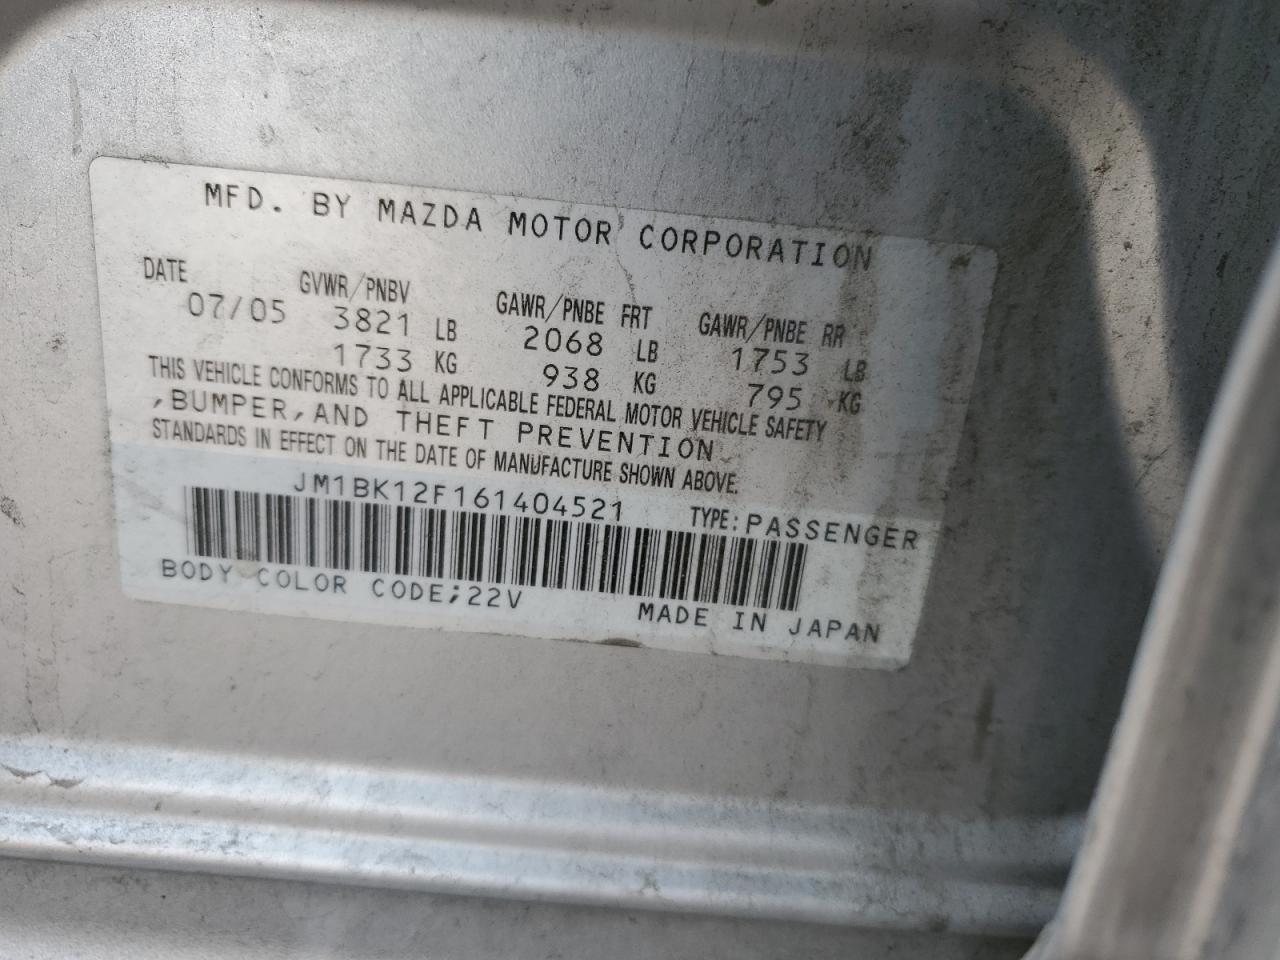 MFD. BY MAZDA MOTOR CORPORATION
DATE GVWR/PNBV GAWR/PNBE FRT GAWR/PNBE RR
07/05 3821 LB 2068 LB 1753 LB
1733 KG 938 KG 795 KG
THIS VEHICLE CONFORMS TO ALL APPLICABLE FEDERAL MOTOR VEHICLE SAFETY
,BUMPER,AND THEFT PREVENTION
STANDARDS IN EFFECT ON THE DATE OF MANUFACTURE SHOWN ABOVE.
JM1BK12F161404521 TYPE:PASSENGER
BODY COLOR CODE;22V MADE IN JAPAN